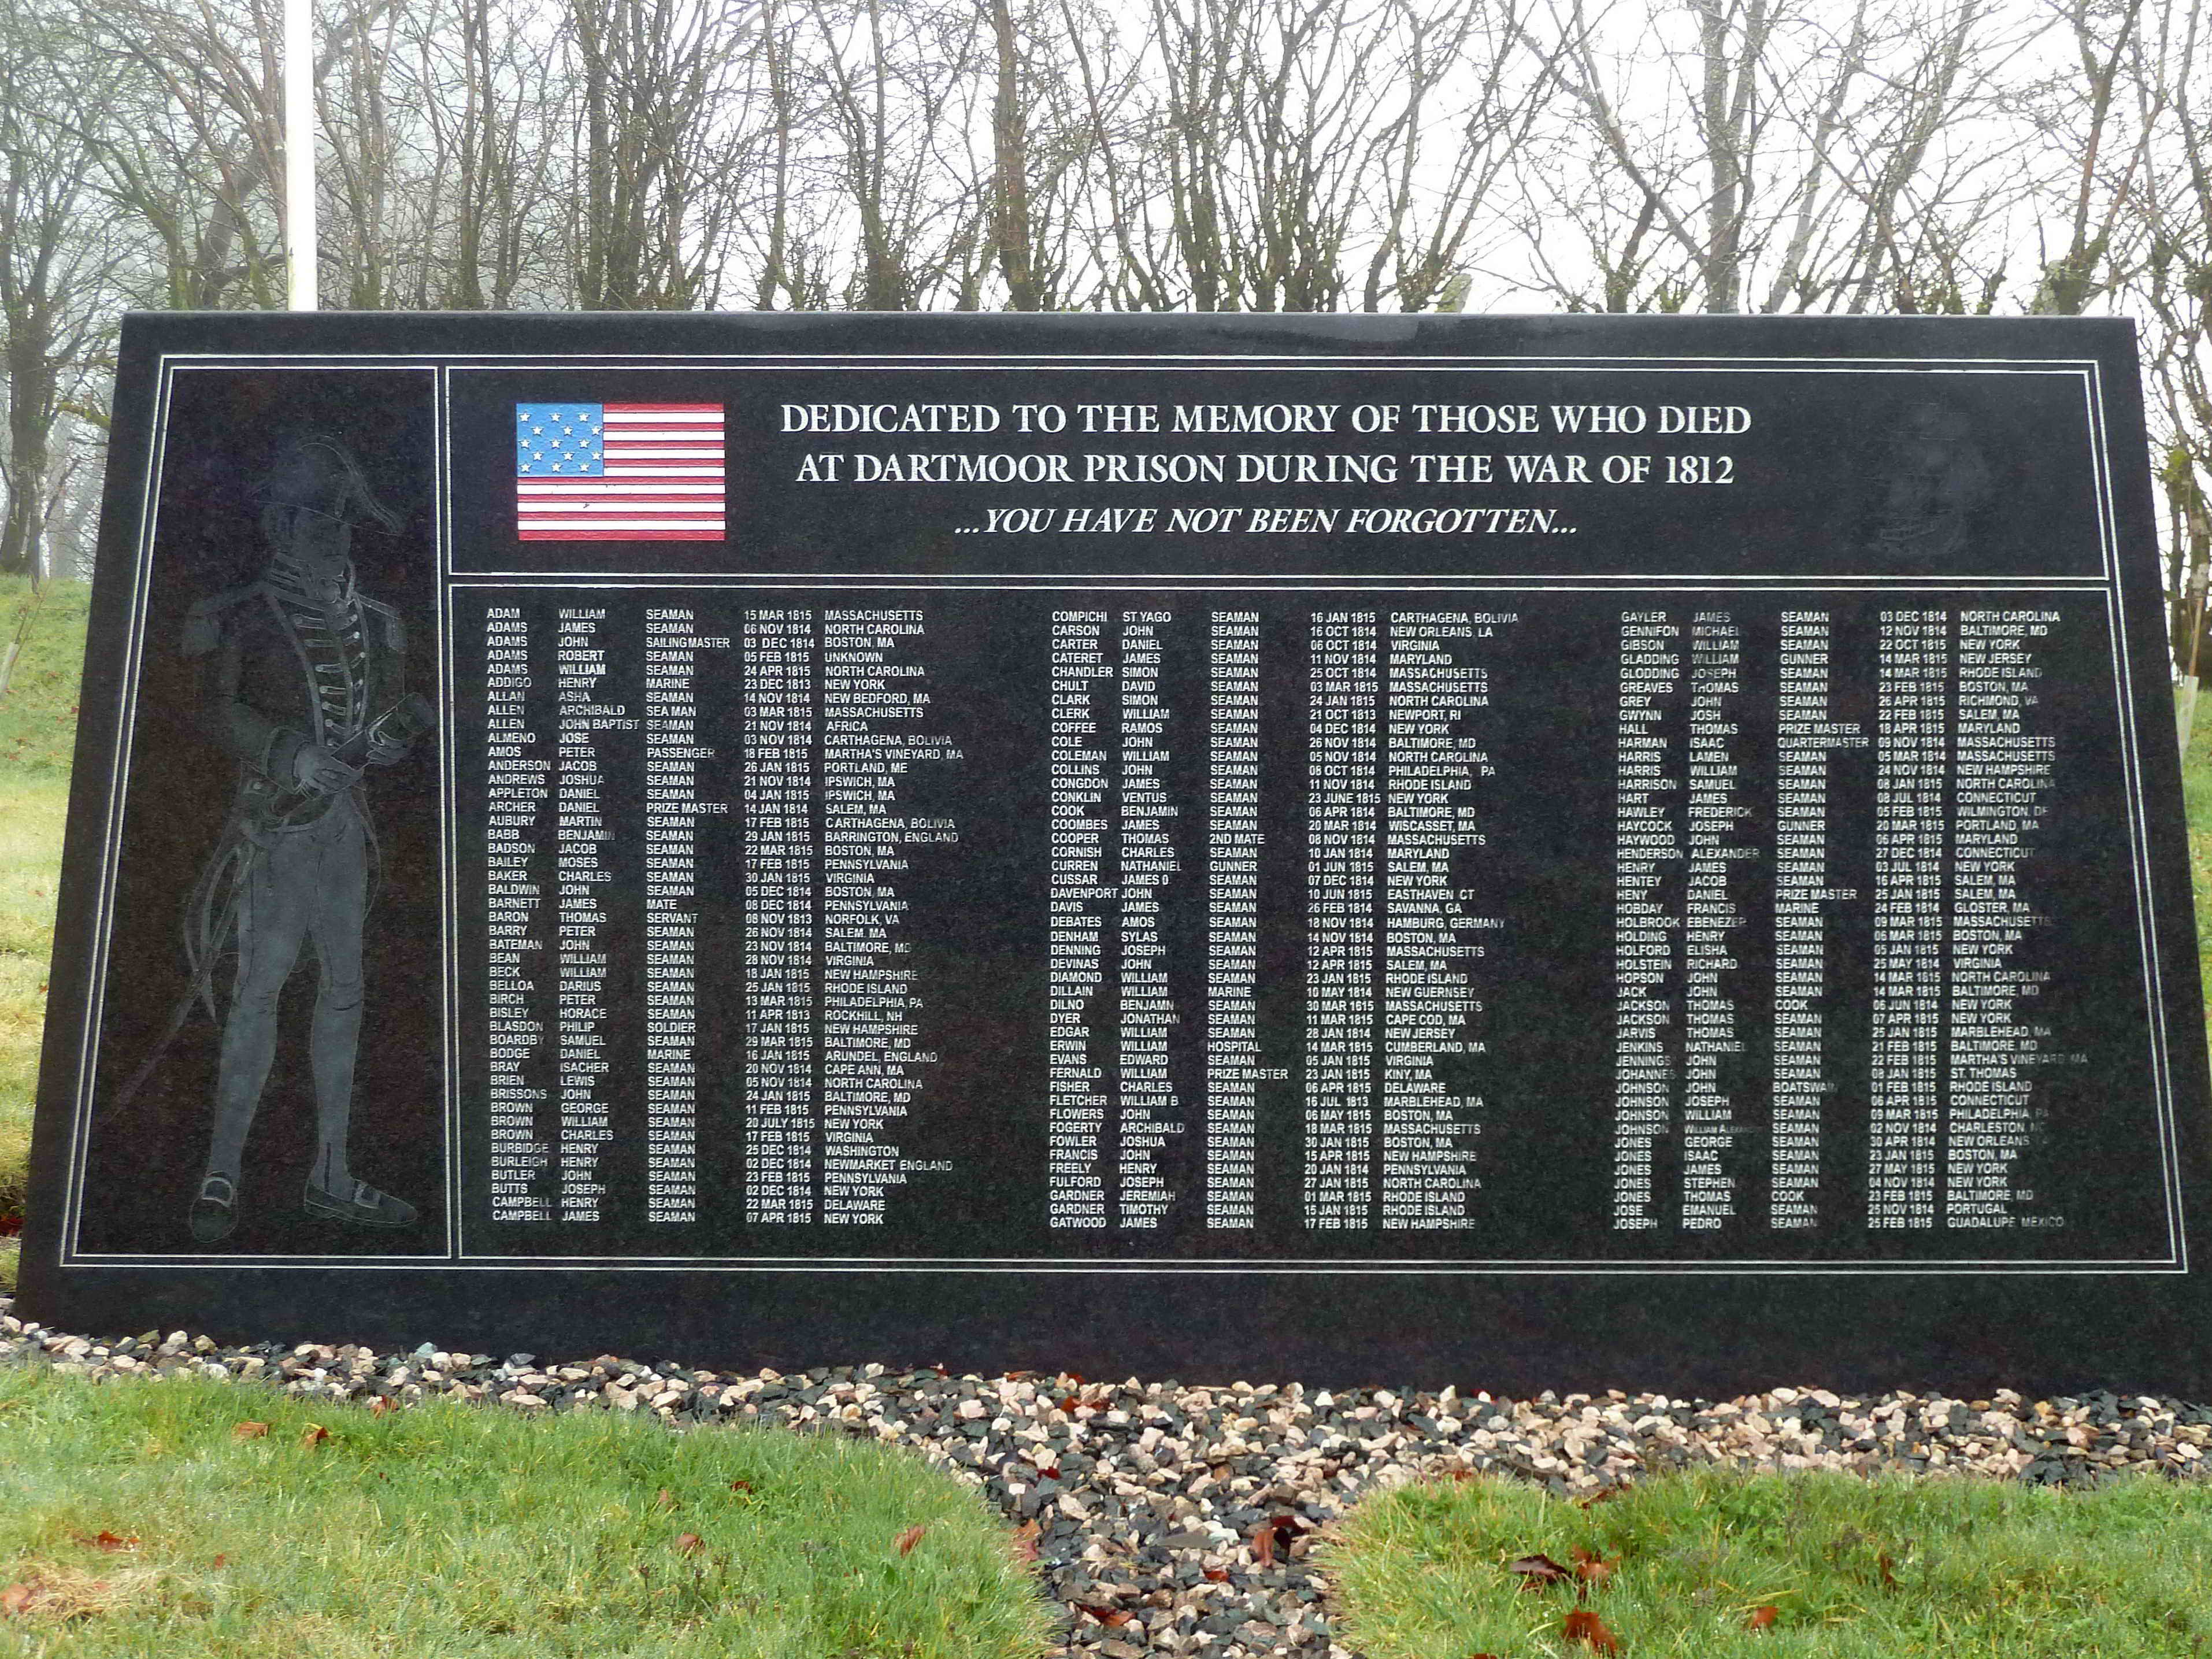 DEDICATED TO THE MEMORY OF THOSE WHO DIED
AT DARTMOOR PRISON DURING THE WAR OF 1812
...YOU HAVE NOT BEEN FORGOTTEN...
ADAM WILLIAM SEAMAN 15 MAR 1815 MASSACHUSETTS
ADAMS JAMES SEAMAN 06 NOV 1814 NORTH CAROLINA
ADAMS JOHN SAILING MASTER 03 DEC 1814 BOSTON, MA
ADAMS ROBERT SEAMAN 05 FEB 1815 UNKNOWN
ADAMS WILLIAM SEAMAN 24 APR 1815 NORTH CAROLINA
ADDIGO HENRY MARINE 23 DEC 1813 NEW YORK
ALLAN ASHA SEAMAN 14 NOV 1814 NEW BEDFORD, MA
ALLEN ARCHIBALD SEA MAN 03 MAR 1815 MASSACHUSETTS
ALLEN JOHN BAPTIST SEAMAN 21 NOV 1814 AFRICA
ALMENO JOSE SEAMAN 03 NOV 1814 CARTHAGENA, BOLIVIA
AMOS PETER PASSENGER 18 FEB 1815 MARTHA'S VINEYARD, MA
ANDERSON JACOB SEAMAN 26 JAN 1815 PORTLAND, ME
ANDREWS JOSHUA SEAMAN 21 NOV 1814 IPSWICH, MA
APPLETON DANIEL SEAMAN 04 JAN 1815 IPSWICH, MA
ARCHER DANIEL PRIZE MASTER 14 JAN 1814 SALEM, MA
AUBURY MARTIN SEAMAN 17 FEB 1815 CARTHAGENA, BOLIVIA
BABB BENJAMIN SEAMAN 29 JAN 1815 BARRINGTON, ENGLAND
BADSON JACOB SEAMAN 22 MAR 1815 BOSTON, MA
BAILEY MOSES SEAMAN 17 FEB 1815 PENNSYLVANIA
BAKER CHARLES SEAMAN 30 JAN 1815 VIRGINIA
BALDWIN JOHN SEAMAN 05 DEC 1814 BOSTON, MA
BARNETT JAMES MATE 08 DEC 1814 PENNSYLVANIA
BARON THOMAS SERVANT 08 NOV 1813 NORFOLK, VA
BARRY PETER SEAMAN 26 NOV 1814 SALEM. MA
BATEMAN JOHN SEAMAN 23 NOV 1814 BALTIMORE, MD
BEAN WILLIAM SEAMAN 28 NOV 1814 VIRGINIA
BECK WILLIAM SEAMAN 18 JAN 1815 NEW HAMPSHIRE
BELLOA DARIUS SEAMAN 25 JAN 1815 RHODE ISLAND
BIRCH PETER SEAMAN 13 MAR 1815 PHILADELPHIA, PA
BISLEY HORACE SEAMAN 11 APR 1813 ROCKHILL, NH
BLASDON PHILIP SOLDIER 17 JAN 1815 NEW HAMPSHIRE
BOARDBY SAMUEL SEAMAN 29 MAR 1815 BALTIMORE, MD
BODGE DANIEL MARINE 16 JAN 1815 ARUNDEL, ENGLAND
BRAY ISACHER SEAMAN 20 NOV 1814 CAPE ANN, MA
BRIEN LEWIS SEAMAN 05 NOV 1814 NORTH CAROLINA
BRISSONS JOHN SEAMAN 24 JAN 1815 BALTIMORE, MD
BROWN GEORGE SEAMAN 11 FEB 1815 PENNSYLVANIA
BROWN WILLIAM SEAMAN 20 JULY 1815 NEW YORK
BROWN CHARLES SEAMAN 17 FEB 1815 VIRGINIA
BURBIDGE HENRY SEAMAN 25 DEC 1814 WASHINGTON
BURLEIGH HENRY SEAMAN 02 DEC 1814 NEWMARKET ENGLAND
BUTLER JOHN SEAMAN 23 FEB 1815 PENNSYLVANIA
BUTTS JOSEPH SEAMAN 02 DEC 1814 NEW YORK
CAMPBELL HENRY SEAMAN 22 MAR 1815 DELAWARE
CAMPBELL JAMES SEAMAN 07 APR 1815 NEW YORK
COMPICHI ST YAGO SEAMAN 16 JAN 1815 CARTHAGENA, BOLIVIA
CARSON JOHN SEAMAN 16 OCT 1814 NEW ORLEANS LA
CARTER DANIEL SEAMAN 06 OCT 1814 VIRGINIA
CATERET JAMES SEAMAN 11 NOV 1814 MARYLAND
CHANDLER SIMON SEAMAN 25 OCT 1814 MASSACHUSETTS
CHULT DAVID SEAMAN 03 MAR 1815 MASSACHUSETTS
CLARK SIMON SEAMAN 24 JAN 1815 NORTH CAROLINA
CLERK WILLIAM SEAMAN 21 OCT 1813 NEWPORT, RI
COFFEE RAMOS SEAMAN 04 DEC 1814 NEW YORK
COLE JOHN SEAMAN 26 NOV 1814 BALTIMORE, MD
COLEMAN WILLIAM SEAMAN 05 NOV 1814 NORTH CAROLINA
COLLINS JOHN SEAMAN 08 OCT 1814 PHILADELPHIA, PA
CONGDON JAMES SEAMAN 11 NOV 1814 RHODE ISLAND
CONKLIN VENTUS SEAMAN 23 JUNE 1815 NEW YORK
COOK BENJAMIN SEAMAN 06 APR 1814 BALTIMORE, MD
COOMBES JAMES SEAMAN 20 MAR 1814 WISCASSET, MA
COOPER THOMAS 2ND MATE 08 NOV 1814 MASSACHUSETTS
CORNISH CHARLES SEAMAN 10 JAN 1814 MARYLAND
CURREN NATHANIEL GUNNER 01 JUN 1815 SALEM, MA
CUSSAR JAMES O SEAMAN 07 DEC 1814 NEW YORK
DAVENPORT JOHN SEAMAN 10 JUN 1815 EASTHAVEN CT
DAVIS JAMES SEAMAN 26 FEB 1814 SAVANNA, GA
DEBATES AMOS SEAMAN 18 NOV 1814 HAMBURG, GERMANY
DENHAM SYLAS SEAMAN 14 NOV 1814 BOSTON, MA
DENNING JOSEPH SEAMAN 12 APR 1815 MASSACHUSETTS
DEVINAS JOHN SEAMAN 12 APR 1815 SALEM, MA
DIAMOND WILLIAM SEAMAN 23 JAN 1815 RHODE ISLAND
DILLAIN WILLIAM MARINE 10 MAY 1814 NEW GUERNSEY
DILNO BENJAMN SEAMAN 30 MAR 1815 MASSACHUSETTS
DYER JONATHAN SEAMAN 11 MAR 1815 CAPE COD, MA
EDGAR WILLIAM SEAMAN 28 JAN 1814 NEW JERSEY
ERWIN WILLIAM HOSPITAL 14 MAR 1815 CUMBERLAND, MA
EVANS EDWARD SEAMAN 05 JAN 1815 VIRGINIA
FERNALD WILLIAM PRIZE MASTER 23 JAN 1815 KINY, MA
FISHER CHARLES SEAMAN 06 APR 1815 DELAWARE
FLETCHER WILLIAM B SEAMAN 16 JUL 1813 MARBLEHEAD, MA
FLOWERS JOHN SEAMAN 06 MAY 1815 BOSTON, MA
FOGERTY ARCHIBALD SEAMAN 18 MAR 1815 MASSACHUSETTS
FOWLER JOSHUA SEAMAN 30 JAN 1815 BOSTON, MA
FRANCIS JOHN SEAMAN 15 APR 1815 NEW HAMPSHIRE
FREELY HENRY SEAMAN 20 JAN 1814 PENNSYLVANIA
FULFORD JOSEPH SEAMAN 27 JAN 1815 NORTH CAROLINA
GARDNER JEREMIAH SEAMAN 01 MAR 1815 RHODE ISLAND
GARDNER TIMOTHY SEAMAN 15 JAN 1815 RHODE ISLAND
GATWOOD JAMES SEAMAN 17 FEB 1815 NEW HAMPSHIRE
GAYLER JAMES SEAMAN 03 DEC 1814 NORTH CAROLINA
GENNIFON MICHAEL SEAMAN 12 NOV 1814 BALTIMORE, MD
GIBSON WILLIAM SEAMAN 22 OCT 1815 NEW YORK
GLADDING WILLIAM GUNNER 14 MAR 1815 NEW JERSEY
GLODDING JOSEPH SEAMAN 14 MAR 1815 RHODE ISLAND
GREAVES THOMAS SEAMAN 23 FEB 1815 BOSTON, MA
GREY JOHN SEAMAN 26 APR 1815 RICHMOND, VA
GWYNN JOSH SEAMAN 22 FEB 1815 SALEM, MA
HALL THOMAS PRIZE MASTER 18 APR 1815 MARYLAND
HARMAN ISAAC QUARTERMASTER 09 NOV 1814 MASSACHUSETTS
HARRIS LAMEN SEAMAN 05 MAR 1814 MASSACHUSETTS
HARRIS WILLIAM SEAMAN 24 NOV 1814 NEW HAMPSHIRE
HARRISON SAMUEL SEAMAN 08 JAN 1815 NORTH CAROLINA
HART JAMES SEAMAN 08 JUL 1814 CONNECTICUT
HAWLEY FREDERICK SEAMAN 05 FEB 1815 WILMINGTON, DE
HAYCOCK JOSEPH GUNNER 20 MAR 1815 PORTLAND, MA
HAYWOOD JOHN SEAMAN 06 APR 1815 MARYLAND
HENDERSON ALEXANDER SEAMAN 27 DEC 1814 CONNECTICUT
HENRY JAMES SEAMAN 03 JUL 1814 NEW YORK
HENTEY JACOB SEAMAN 16 APR 1815 SALEM, MA
HENY DANIEL PRIZE MASTER 25 JAN 1815 SALEM, MA
HOBDAY FRANCIS MARINE 24 FEB 1814 GLOSTER, MA
HOLBROOK EBENEZER SEAMAN 09 MAR 1815 MASSACHUSETTS
HOLDING HENRY SEAMAN 06 MAR 1815 BOSTON, MA
HOLFORD ELISHA SEAMAN 05 JAN 1815 NEW YORK
HOLSTEIN RICHARD SEAMAN 25 MAY 1814 VIRGINIA
HOPSON JOHN SEAMAN 14 MAR 1815 NORTH CAROLINA
JACK JOHN SEAMAN 14 MAR 1815 BALTIMORE, MD
JACKSON THOMAS COOK 06 JUN 1814 NEW YORK
JACKSON THOMAS SEAMAN 07 APR 1815 NEW YORK
JARVIS THOMAS SEAMAN 25 JAN 1815 MARBLEHEAD, MA
JENKINS NATHANIEL SEAMAN 21 FEB 1815 BALTIMORE, MD
JENNINGS JOHN SEAMAN 22 FEB 1815 MARTHA'S VINEYARD MA
JOHANNES JOHN SEAMAN 08 JAN 1815 ST. THOMAS
JOHNSON JOHN BOATSWAIN 01 FEB 1815 RHODE ISLAND
JOHNSON JOSEPH SEAMAN 06 APR 1815 CONNECTICUT
JOHNSON WILLIAM SEAMAN 09 MAR 1815 PHILADELPHIA, PA
JOHNSON WILLIAM SEAMAN 02 NOV 1814 CHARLESTON,
JONES GEORGE SEAMAN 30 APR 1814 NEW ORLEANS
JONES ISAAC SEAMAN 23 JAN 1815 BOSTON, MA
JONES JAMES SEAMAN 27 MAY 1815 NEW YORK
JONES STEPHEN SEAMAN 04 NOV 1814 NEW YORK
JONES THOMAS COOK 23 FEB 1815 BALTIMORE, MD
JOSE EMANUEL SEAMAN 25 NOV 1814 PORTUGAL
JOSEPH PEDRO SEAMAN 25 FEB 1815 GUADALUPE MEXICO